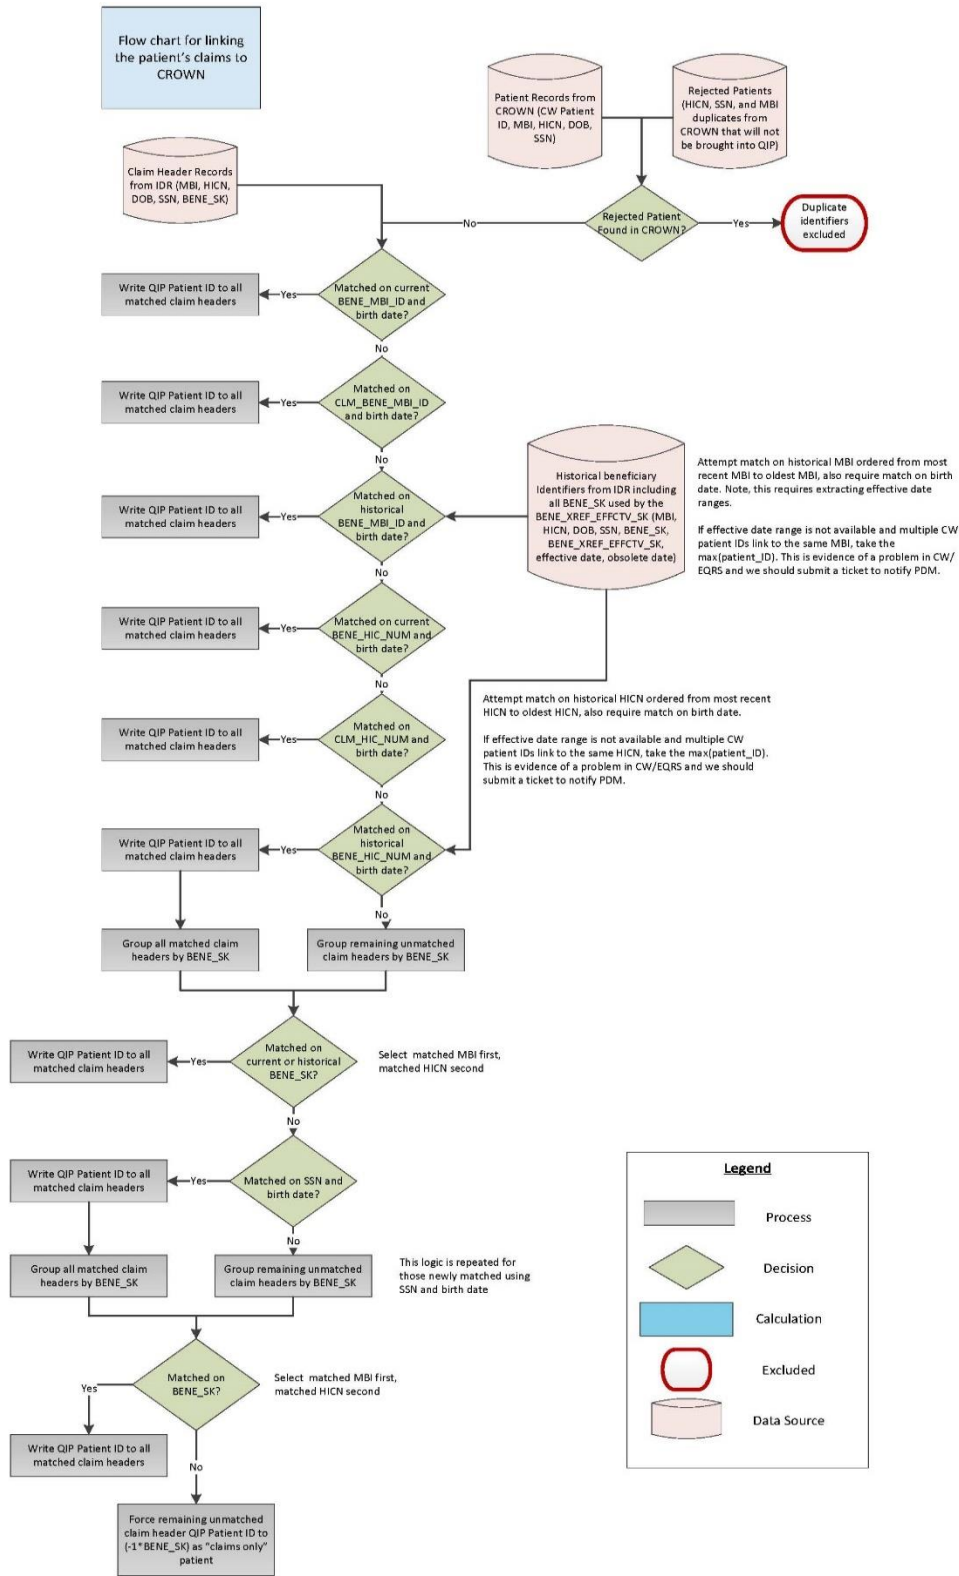 Flow chart for linking
the patient's claims to
CROWN
Patient Records from
CROWN (CW Patient
ID, MBI, HICN, DOB,
SSN)
Rejected Patients
(HICN, SSN, and MBI
duplicates from
CROWN that will not
be brought into QIP)
Claim Header Records
from IDR (MBI, HICN,
DOB, SSN, BENE_SK)
Rejected Patient
Found in CROWN?
No
Yes
Duplicate
identifiers
excluded
Matched on current
BENE_MBI_ID and
birth date?
Yes
Write QIP Patient ID to all
matched claim headers
No
Matched on
CLM_BENE_MBI_ID
and birth date?
Yes
Write QIP Patient ID to all
matched claim headers
No
Matched on
historical
BENE_MBI_ID and
birth date?
Yes
Write QIP Patient ID to all
matched claim headers
Historical beneficiary
Identifiers from IDR including
all BENE_SK used by the
BENE_XREF_EFFCTV_SK (MBI,
HICN, DOB, SSN, BENE_SK,
BENE_XREF_EFFCTV_SK,
effective date, obsolete date)
Attempt match on historical MBI ordered from most
recent MBI to oldest MBI, also require match on birth
date. Note, this requires extracting effective date
ranges.
If effective date range is not available and multiple CW
patient IDs link to the same MBI, take the
max(patient_ID). This is evidence of a problem in CW/
EQRS and we should submit a ticket to notify PDM.
No
Matched on current
BENE_HIC_NUM and
birth date?
Yes
Write QIP Patient ID to all
matched claim headers
No
Matched on
CLM_HIC_NUM and
birth date?
Yes
Write QIP Patient ID to all
matched claim headers
Attempt match on historical HICN ordered from most recent
HICN to oldest HICN, also require match on birth date.
If effective date range is not available and multiple CW
patient IDs link to the same HICN, take the max(patient_ID).
This is evidence of a problem in CW/EQRS and we should
submit a ticket to notify PDM.
No
Matched on
historical
BENE_HIC_NUM and
birth date?
Yes
Write QIP Patient ID to all
matched claim headers
No
Group all matched claim
headers by BENE_SK
Group remaining unmatched
claim headers by BENE_SK
Matched on
current or historical
BENE_SK?
Yes
Write QIP Patient ID to all
matched claim headers
Select matched MBI first,
matched HICN second
No
Matched on SSN and
birth date?
Yes
Write QIP Patient ID to all
matched claim headers
No
Group all matched claim
headers by BENE_SK
Group remaining unmatched
claim headers by BENE_SK
This logic is repeated for
those newly matched using
SSN and birth date
Matched on
BENE_SK?
Select matched MBI first,
matched HICN second
Yes
Write QIP Patient ID to all
matched claim headers
No
Force remaining unmatched
claim header QIP Patient ID to
(-1*BENE_SK) as "claims only"
patient
Legend
Process
Decision
Calculation
Excluded
Data Source